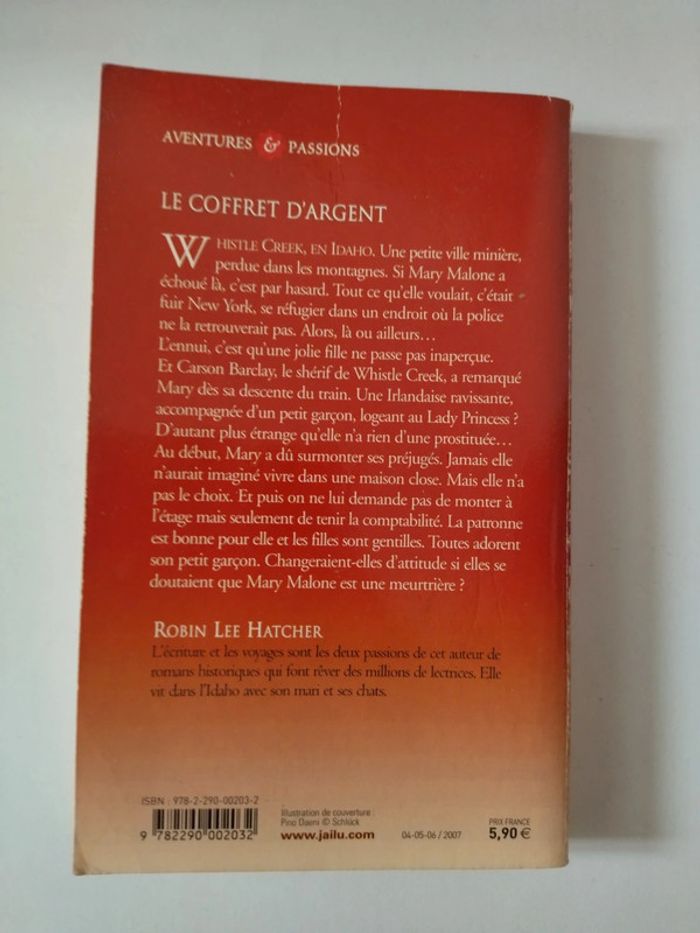 AVENTURES & PASSIONS
LE COFFRET D'ARGENT
WHISTLE CREEK, EN IDAHO. Une petite ville minière,
perdue dans les montagnes. Si Mary Malone a
échoué là, c'est par hasard. Tout ce qu'elle voulait, c'était
fuir New York, se réfugier dans un endroit où la police
ne la retrouverait pas. Alors, là ou ailleurs…
L'ennui, c'est qu'une jolie fille ne passe pas inaperçue.
Et Carson Barclay, le shérif de Whistle Creek, a remarqué
Mary dès sa descente du train. Une Irlandaise ravissante,
accompagnée d'un petit garçon, logeant au Lady Princess ?
D'autant plus étrange qu'elle n'a rien d'une prostituée…
Au début, Mary a dû surmonter ses préjugés. Jamais elle
n'aurait imaginé vivre dans une maison close. Mais elle n'a
pas le choix. Et puis on ne lui demande pas de monter à
l'étage mais seulement de tenir la comptabilité. La patronne
est bonne pour elle et les filles sont gentilles. Toutes adorent
son petit garçon. Changeraient-elles d'attitude si elles se
doutaient que Mary Malone est une meurtrière ?
ROBIN LEE HATCHER
L'écriture et les voyages sont les deux passions de cet auteur de
romans historiques qui font rêver des millions de lectrices. Elle
vit dans l'Idaho avec son mari et ses chats.
ISBN : 978-2-290-00203-2
9 782290 002032
Illustration de couverture :
Pino Daeni © Schlück
www.jailu.com
04-05-06 / 2007
PRIX FRANCE
5,90 €